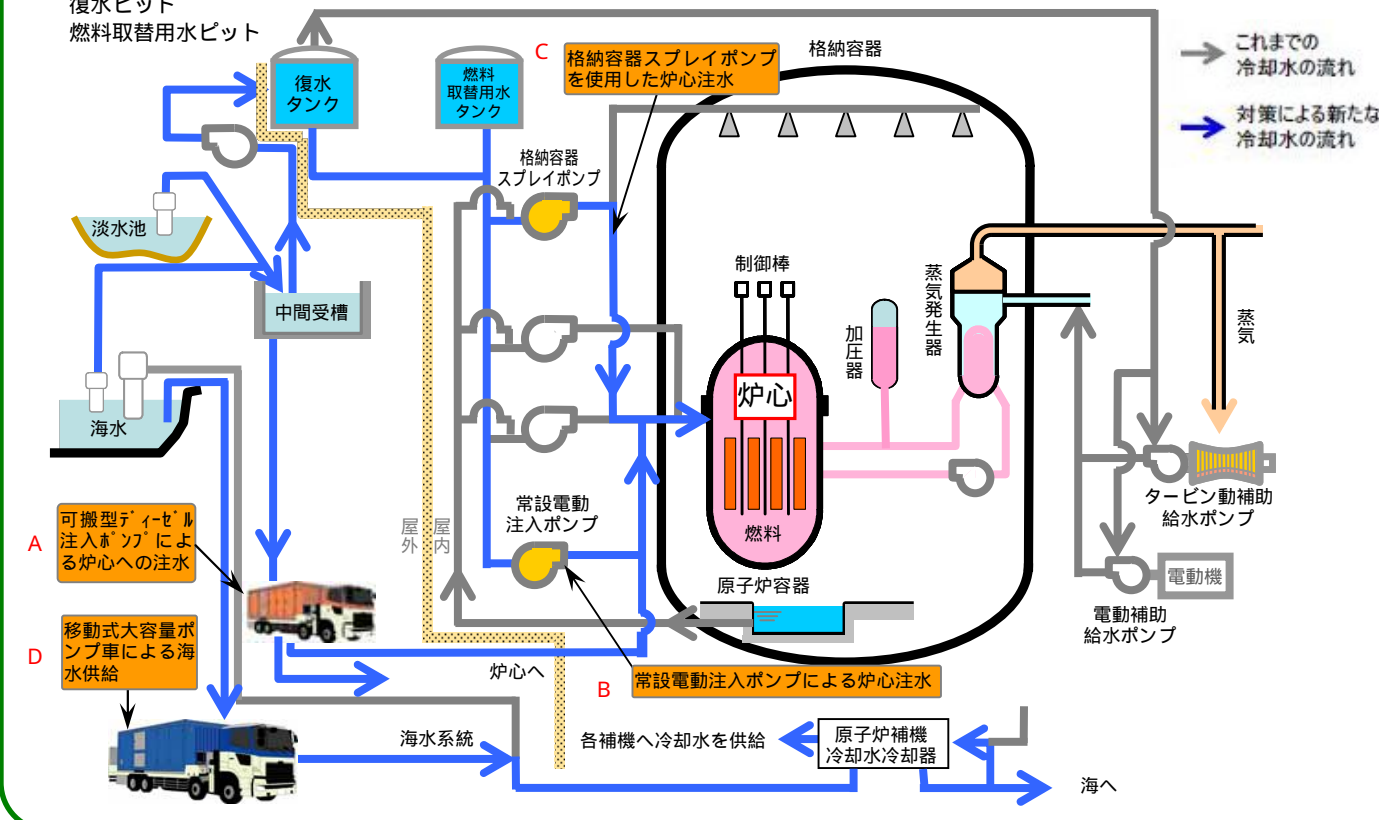 復水ピット
燃料取替用水ピット
これまでの
冷却水の流れ
対策による新たな
冷却水の流れ
復水
タンク
燃料
取替用水
タンク
C
格納容器スプレイポンプ
を使用した炉心注水
格納容器
格納容器
スプレイポンプ
淡水池
中間受槽
海水
制御棒
加圧器
蒸気発生器
蒸気
炉心
燃料
原子炉容器
タービン動補助
給水ポンプ
電動機
電動補助
給水ポンプ
屋外
屋内
常設電動
注入ポンプ
A
可搬型ﾃﾞｨｰｾﾞﾙ
注入ﾎﾟﾝﾌﾟによ
る炉心への注水
D
移動式大容量ポ
ンプ車による海
水供給
炉心へ
B
常設電動注入ポンプによる炉心注水
海水系統
各補機へ冷却水を供給
原子炉補機
冷却水冷却器
海へ